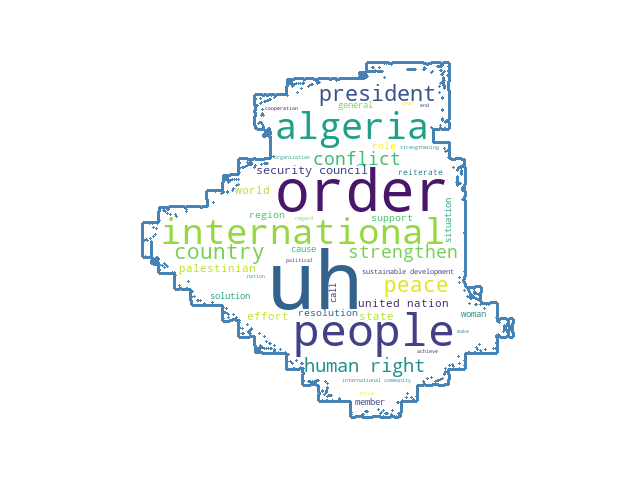 president
general
end
cooperation
algeria
role
strengthening
organization
conflict
security council
reiterate
order
world
region
regard
support
situation
international
country
cause
strengthen
political
palestinian
sustainable development
nation
uh
call
peace
solution
united nation
woman
effort
resolution
state
people
make
achieve
human right
international community
member